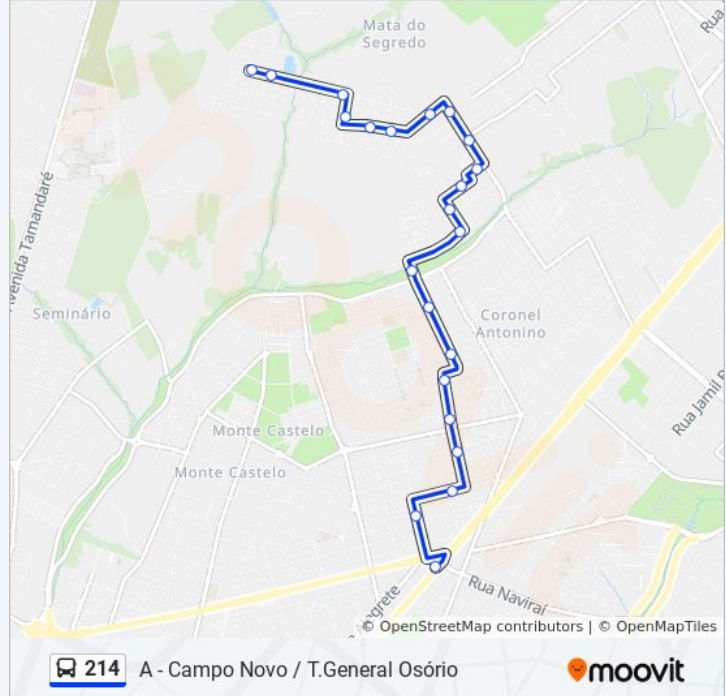 Mata do
Segredo
Rua
Avenida Tamandaré
Seminário
Coronel
Antonino
Rua Jamil
Monte Castelo
Monte Castelo
Rua Naviraí
© OpenStreetMap contributors | © OpenMapTiles
214 A - Campo Novo / T.General Osório
moovit